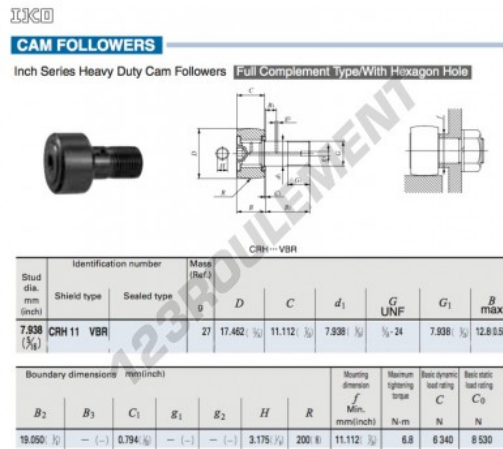 IKO
CAM FOLLOWERS
Inch Series Heavy Duty Cam Followers Full Complement Type/With Hexagon Hole
123ROULEMENT
CRH···VBR
Stud dia. mm (inch) Identification number Mass (Ref.)
Shield type Sealed type g D C d1 G UNF G1 B max
7.938 CRH 11 VBR 27 17.462 11.112 7.938 -24 7.938 12.8
Boundary dimensions mm(inch) Mounting dimension Maximum tightening torque Basic dynamic load rating Basic static load rating
B2 B3 C1 g1 g2 H R f Min. mm(inch) N-m C N C0 N
19.050 — (—) 0.794 — (—) — (—) 3.175 200 11.112 6.8 6 340 8 530